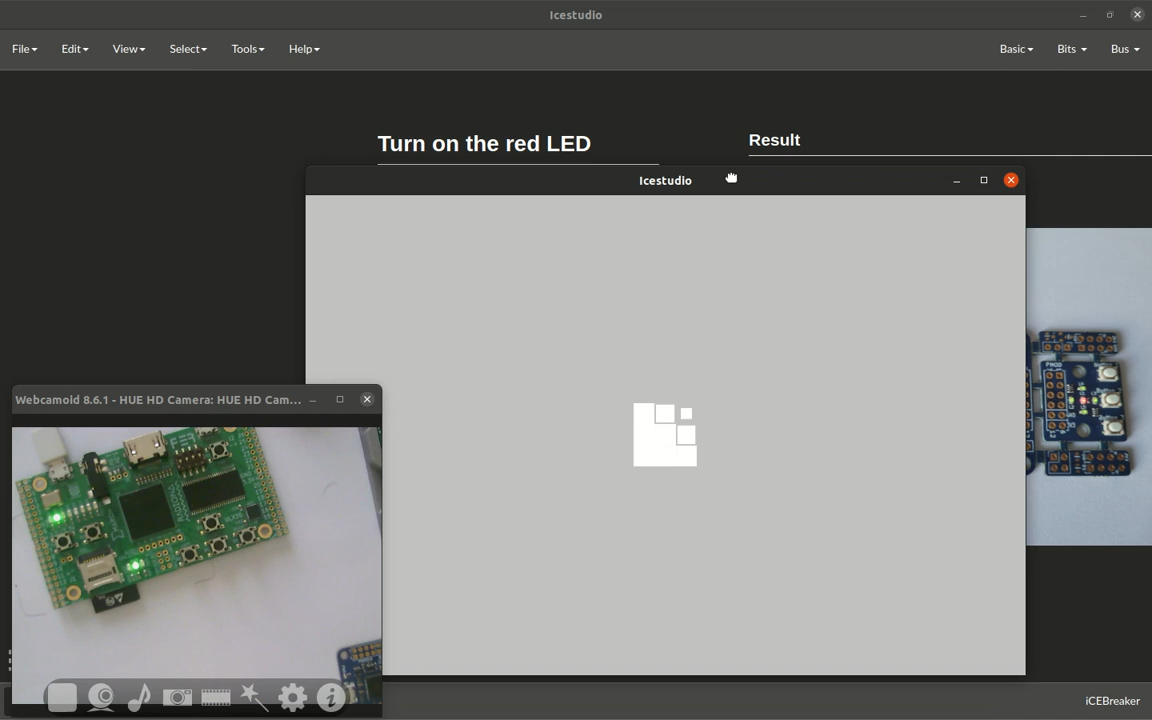 Icestudio
File Edit View Select Tools Help Basic Bits Bus
Turn on the red LED
Result
Icestudio
Webcamoid 8.6.1 - HUE HD Camera: HUE HD Cam...
iCEBreaker